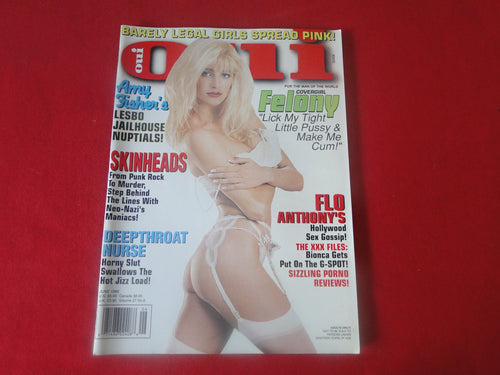 BARELY LEGAL GIRLS SPREAD PINK!
oui
FOR THE MAN OF THE WORLD
Amy
Fisher's
LESBO
JAILHOUSE
NUPTIALS!
COVERGIRL
Felony
"Lick My Tight
Little Pussy &
Make Me
Cum!"
SKINHEADS
From Punk Rock
To Murder,
Step Behind
The Lines With
Neo-Nazi's
Maniacs!
FLO
ANTHONY'S
Hollywood
Sex Gossip!
THE XXX FILES:
Bionca Gets
Put On The G-SPOT!
SIZZLING PORNO
REVIEWS!
DEEPTHROAT
NURSE
Horny Slut
Swallows The
Hot Jizz Load!